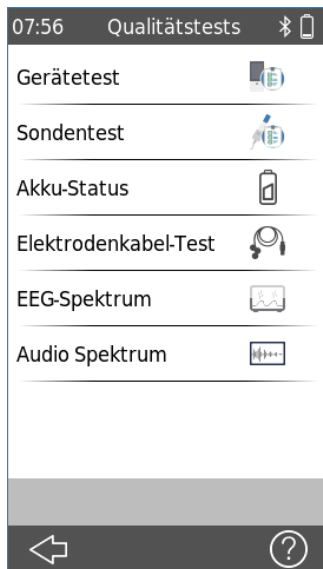 07:56 Qualitätstests
Gerätetest
Sondentest
Akku-Status
Elektrodenkabel-Test
EEG-Spektrum
Audio Spektrum
?